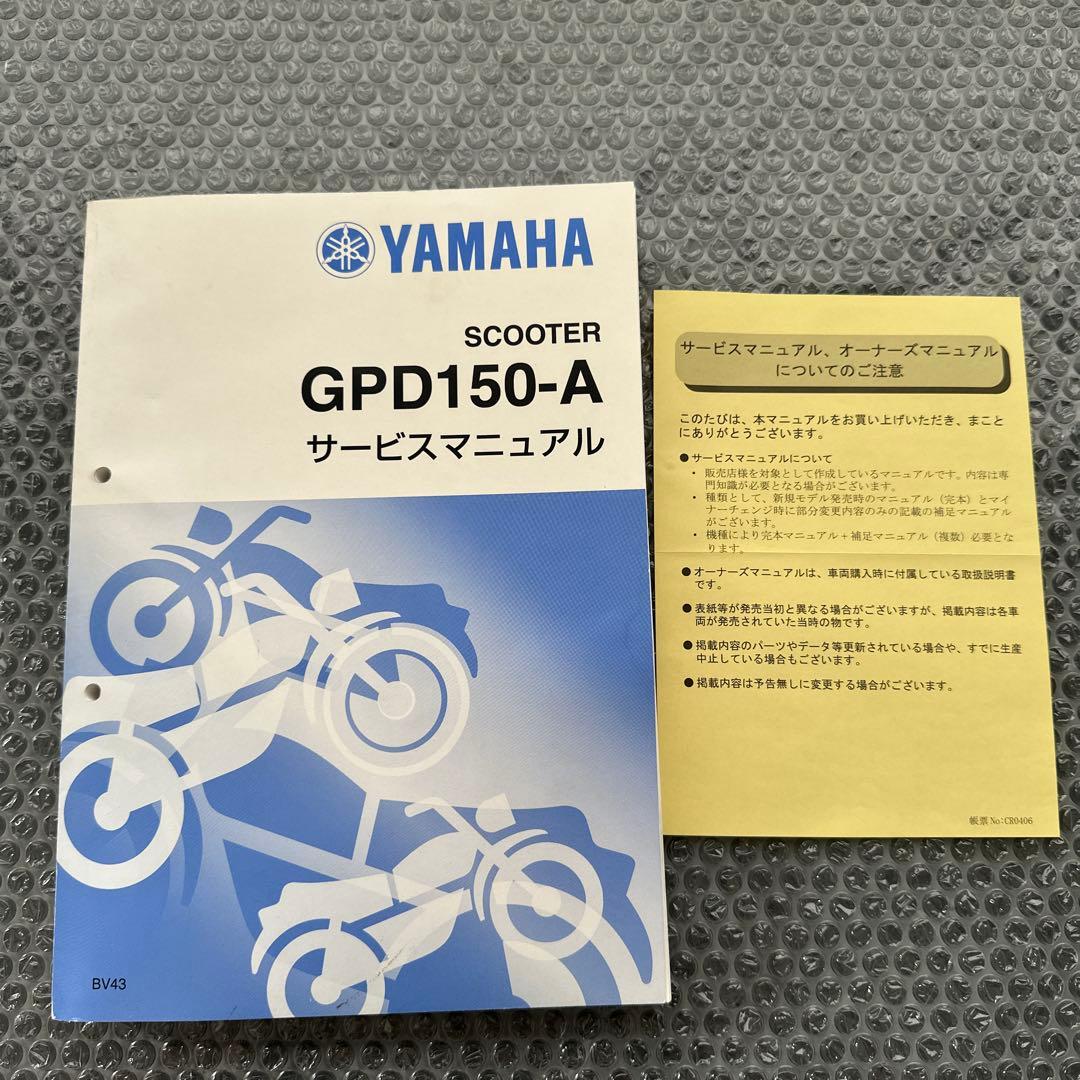 YAMAHA
SCOOTER
GPD150-A
サービスマニュアル
BV43
サービスマニュアル、オーナーズマニュアル
についてのご注意
このたびは、本マニュアルをお買い上げいただき、まこと
にありがとうございます。
●サービスマニュアルについて
・ 販売店様を対象として作成しているマニュアルです。内容は専
門知識が必要となる場合がございます。
・ 種類として、新規モデル発売時のマニュアル（完本）とマイ
ナーチェンジ時に部分変更内容のみの記載の補足マニュアル
がございます。
・ 機種により完本マニュアル＋補足マニュアル（複数）必要とな
ります。
●オーナーズマニュアルは、車両購入時に付属している取扱説明書
です。
●表紙等が発売当初と異なる場合がございますが、掲載内容は各車
両が発売されていた当時の物です。
●掲載内容のパーツやデータ等更新されている場合や、すでに生産
中止している場合もございます。
●掲載内容は予告無しに変更する場合がございます。
帳票No:CR0406